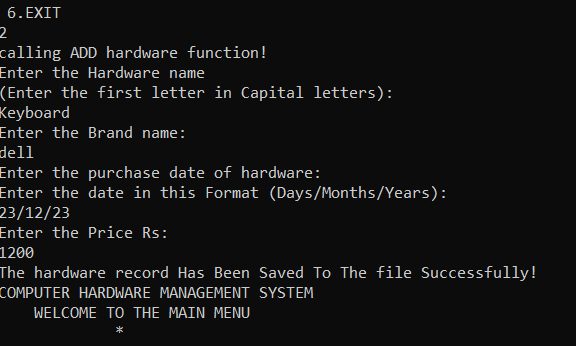 6.EXIT
2
calling ADD hardware function!
Enter the Hardware name
(Enter the first letter in Capital letters):
Keyboard
Enter the Brand name:
dell
Enter the purchase date of hardware:
Enter the date in this Format (Days/Months/Years):
23/12/23
Enter the Price Rs:
1200
The hardware record Has Been Saved To The file Successfully!
COMPUTER HARDWARE MANAGEMENT SYSTEM
WELCOME TO THE MAIN MENU
*